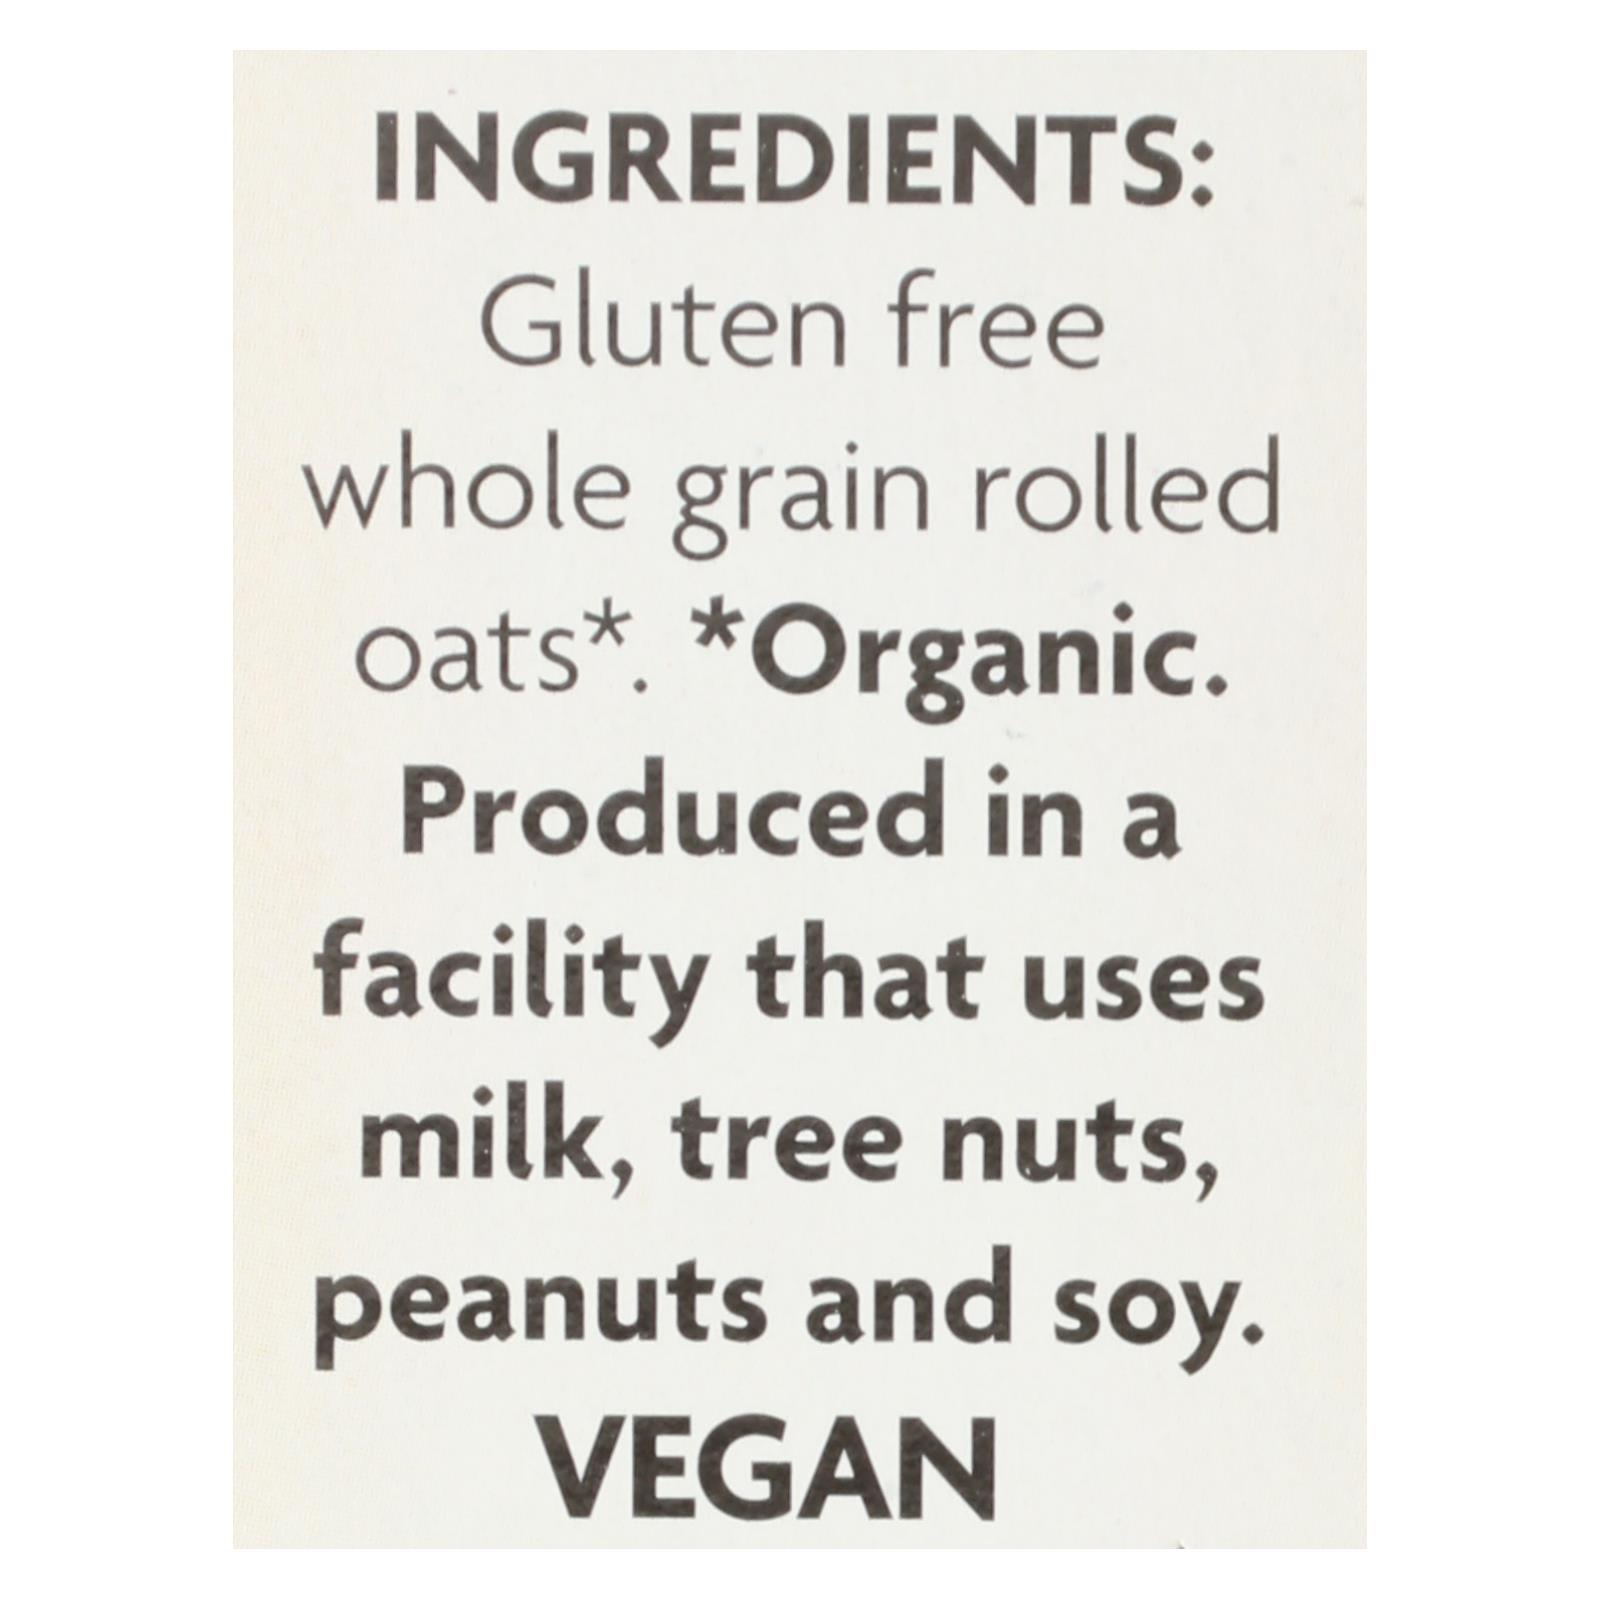 INGREDIENTS:
Gluten free
whole grain rolled
oats*. *Organic.
Produced in a
facility that uses
milk, tree nuts,
peanuts and soy.
VEGAN